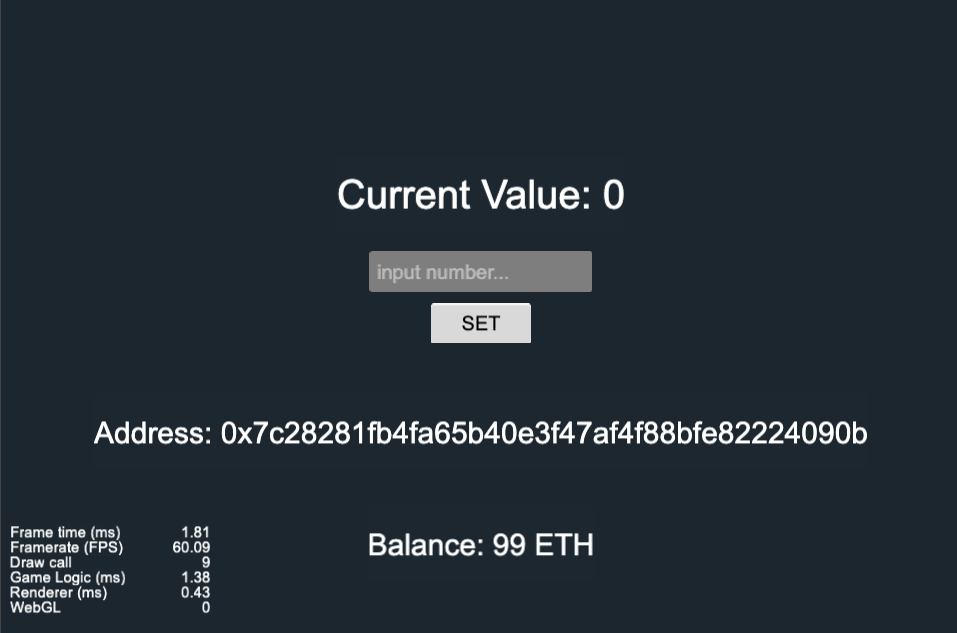 Current Value: 0
input number...
SET
Address: 0x7c28281fb4fa65b40e3f47af4f88bfe82224090b
Balance: 99 ETH
Frame time (ms) 1.81
Framerate (FPS) 60.09
Draw call 9
Game Logic (ms) 1.38
Renderer (ms) 0.43
WebGL 0